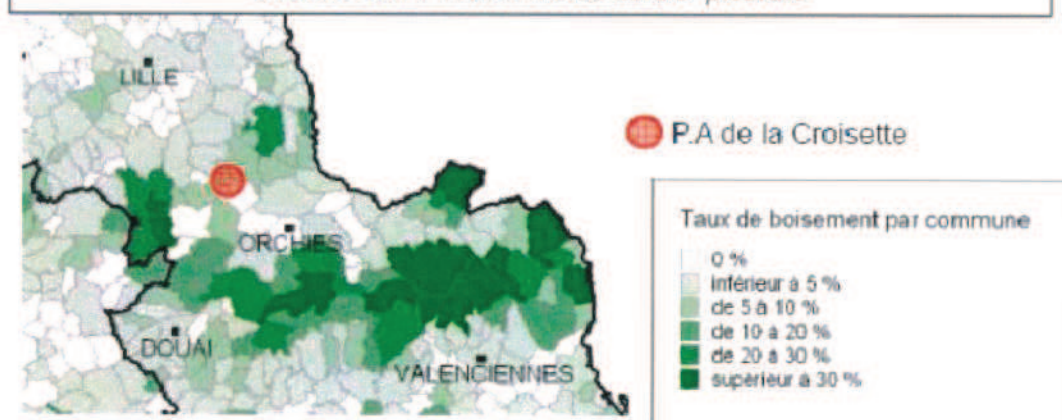 LILLE
P.A de la Croisette
ORCHIES
DOUAI
VALENCIENNES
Taux de boisement par commune
0 %
inférieur à 5 %
de 5 à 10 %
de 10 à 20 %
de 20 à 30 %
supérieur à 30 %